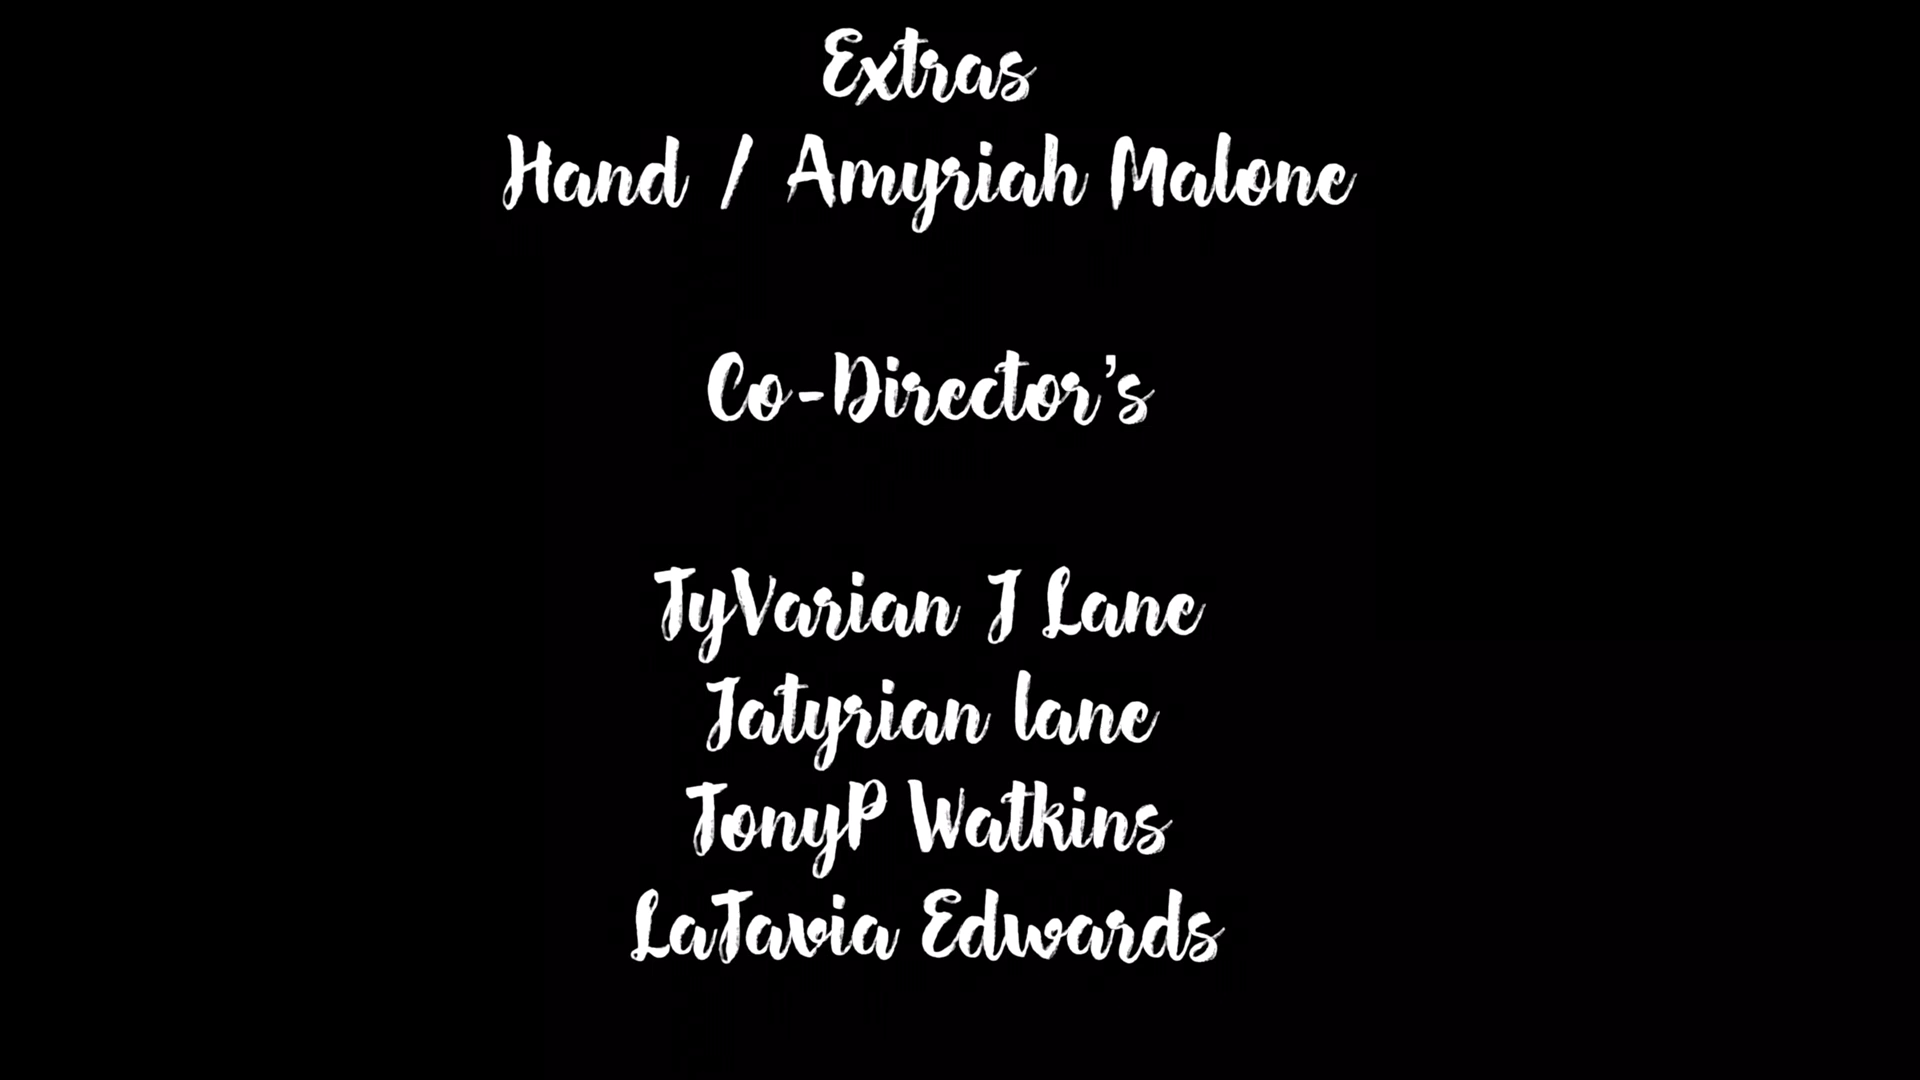 Extras
Hand / Amyriah Malone
Co-Director's
TyVarian J Lane
Jatyrian lane
TonyP Watkins
LaTavia Edwards